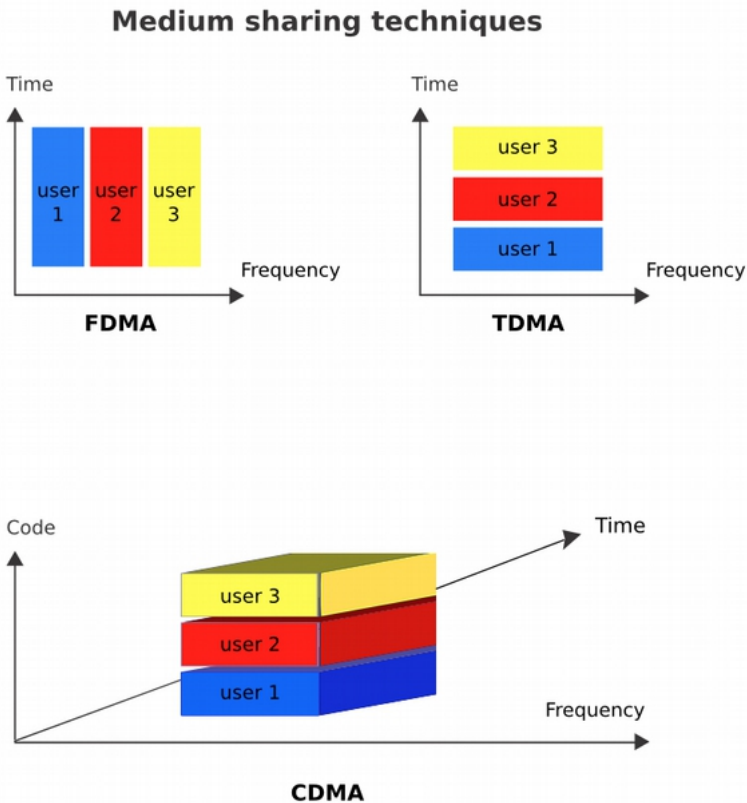 Medium sharing techniques
Time
user
1
user
2
user
3
Frequency
FDMA
Time
user 3
user 2
user 1
Frequency
TDMA
Code
Time
user 3
user 2
user 1
Frequency
CDMA